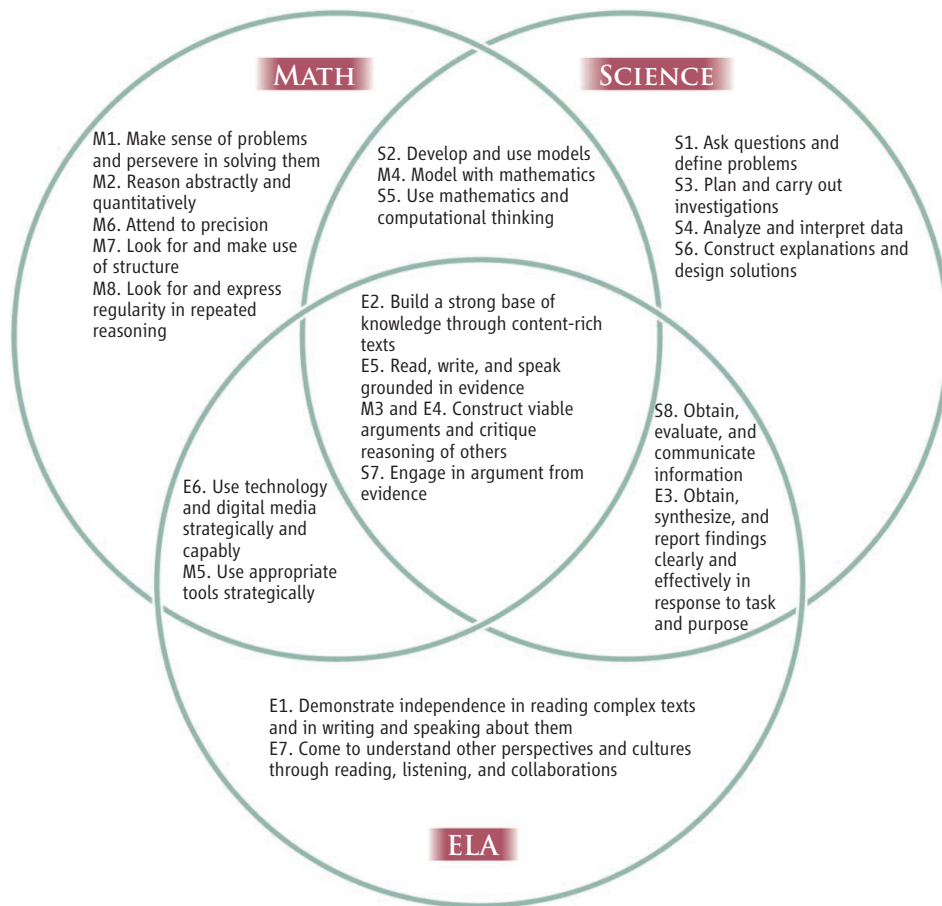 MATH
SCIENCE
M1. Make sense of problems
and persevere in solving them
M2. Reason abstractly and
quantitatively
M6. Attend to precision
M7. Look for and make use
of structure
M8. Look for and express
regularity in repeated
reasoning
S2. Develop and use models
M4. Model with mathematics
S5. Use mathematics and
computational thinking
S1. Ask questions and
define problems
S3. Plan and carry out
investigations
S4. Analyze and interpret data
S6. Construct explanations and
design solutions
E2. Build a strong base of
knowledge through content-rich
texts
E5. Read, write, and speak
grounded in evidence
M3 and E4. Construct viable
arguments and critique
reasoning of others
S7. Engage in argument from
evidence
E6. Use technology
and digital media
strategically and
capably
M5. Use appropriate
tools strategically
S8. Obtain,
evaluate, and
communicate
information
E3. Obtain,
synthesize, and
report findings
clearly and
effectively in
response to task
and purpose
E1. Demonstrate independence in reading complex texts
and in writing and speaking about them
E7. Come to understand other perspectives and cultures
through reading, listening, and collaborations
ELA